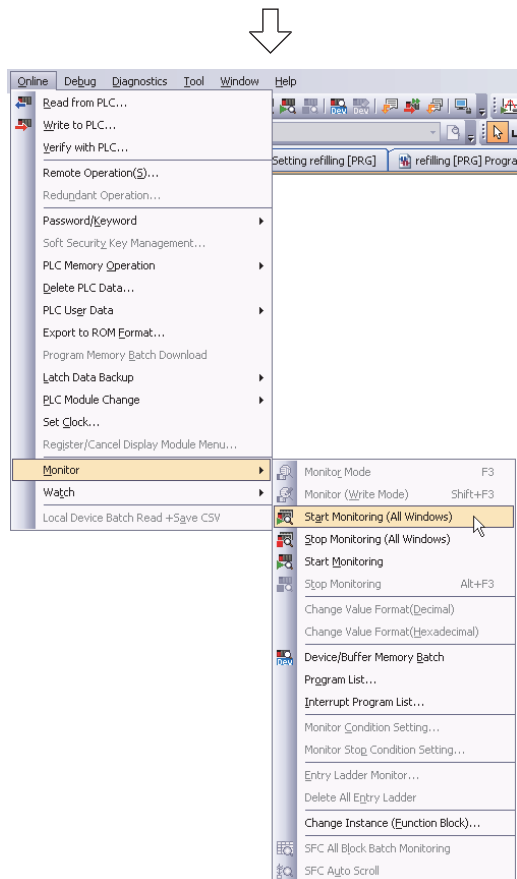 Online Debug Diagnostics Tool Window Help
Read from PLC...
Write to PLC...
Verify with PLC...
Setting refilling [PRG] refilling [PRG] Progra
Remote Operation(S)...
Redundant Operation...
Password/Keyword
Soft Security Key Management...
PLC Memory Operation
Delete PLC Data...
PLC User Data
Export to ROM Format...
Program Memory Batch Download
Latch Data Backup
PLC Module Change
Set Clock...
Register/Cancel Display Module Menu...
Monitor
Watch
Local Device Batch Read +Save CSV
Monitor Mode F3
Monitor (Write Mode) Shift+F3
Start Monitoring (All Windows)
Stop Monitoring (All Windows)
Start Monitoring
Stop Monitoring Alt+F3
Change Value Format(Decimal)
Change Value Format(Hexadecimal)
Dev Device/Buffer Memory Batch
Program List...
Interrupt Program List...
Monitor Condition Setting...
Monitor Stop Condition Setting...
Entry Ladder Monitor...
Delete All Entry Ladder
Change Instance (Function Block)...
SFC All Block Batch Monitoring
SFC Auto Scroll